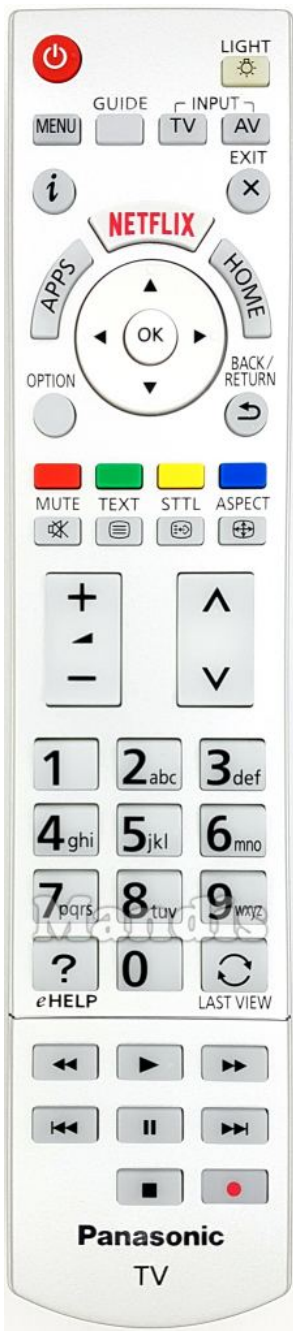 LIGHT
GUIDE INPUT
MENU TV AV
EXIT
i
NETFLIX
APPS HOME
OK
OPTION BACK/
RETURN
MUTE TEXT STTL ASPECT
+
−
1 2abc 3def
4ghi 5jkl 6mno
7pqrs 8tuv 9wxyz
Mandis
? 0
eHELP LAST VIEW
Panasonic
TV